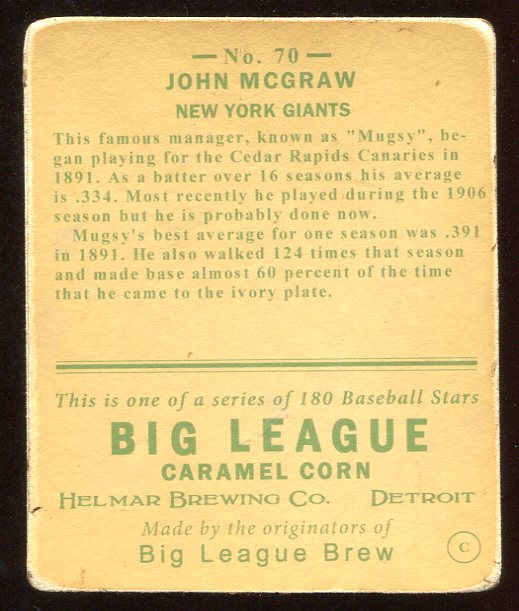 — No. 70 —
JOHN MCGRAW
NEW YORK GIANTS
This famous manager, known as "Mugsy", be-
gan playing for the Cedar Rapids Canaries in
1891. As a batter over 16 seasons his average
is .334. Most recently he played during the 1906
season but he is probably done now.
Mugsy's best average for one season was .391
in 1891. He also walked 124 times that season
and made base almost 60 percent of the time
that he came to the ivory plate.
This is one of a series of 180 Baseball Stars
BIG LEAGUE
CARAMEL CORN
HELMAR BREWING CO. DETROIT
Made by the originators of
Big League Brew
C